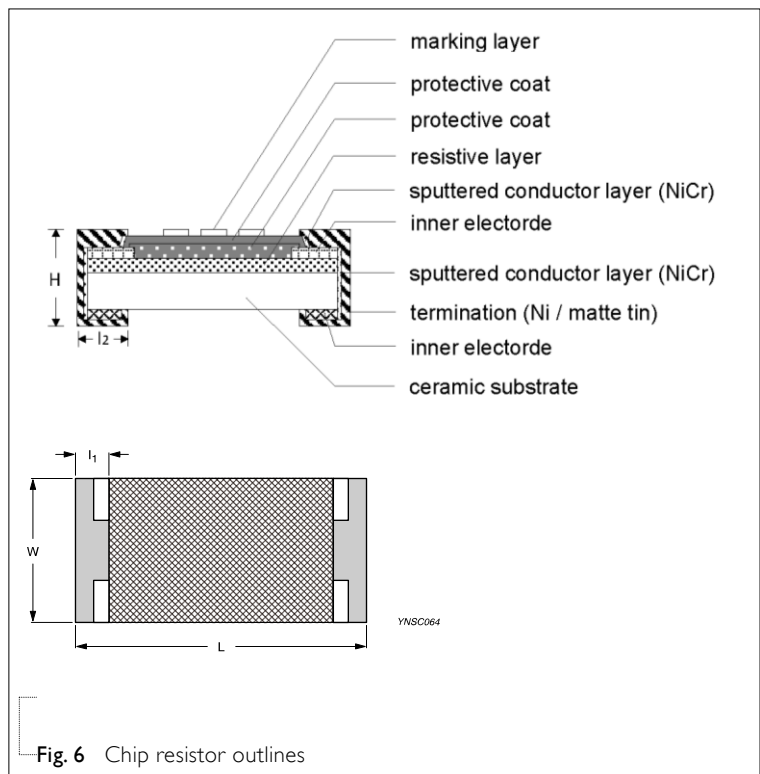 marking layer
protective coat
protective coat
resistive layer
sputtered conductor layer (NiCr)
inner electorde
H
sputtered conductor layer (NiCr)
termination (Ni / matte tin)
l2
inner electorde
ceramic substrate
l1
W
YNSC064
L
Fig. 6 Chip resistor outlines